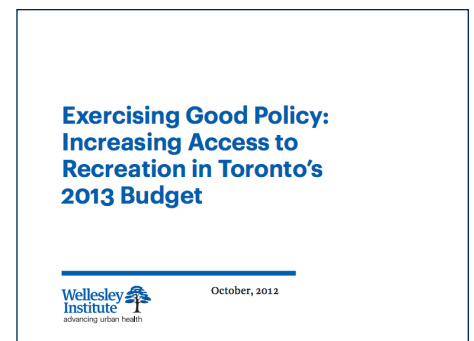 Exercising Good Policy:
Increasing Access to
Recreation in Toronto's
2013 Budget
Wellesley
Institute
advancing urban health
October, 2012